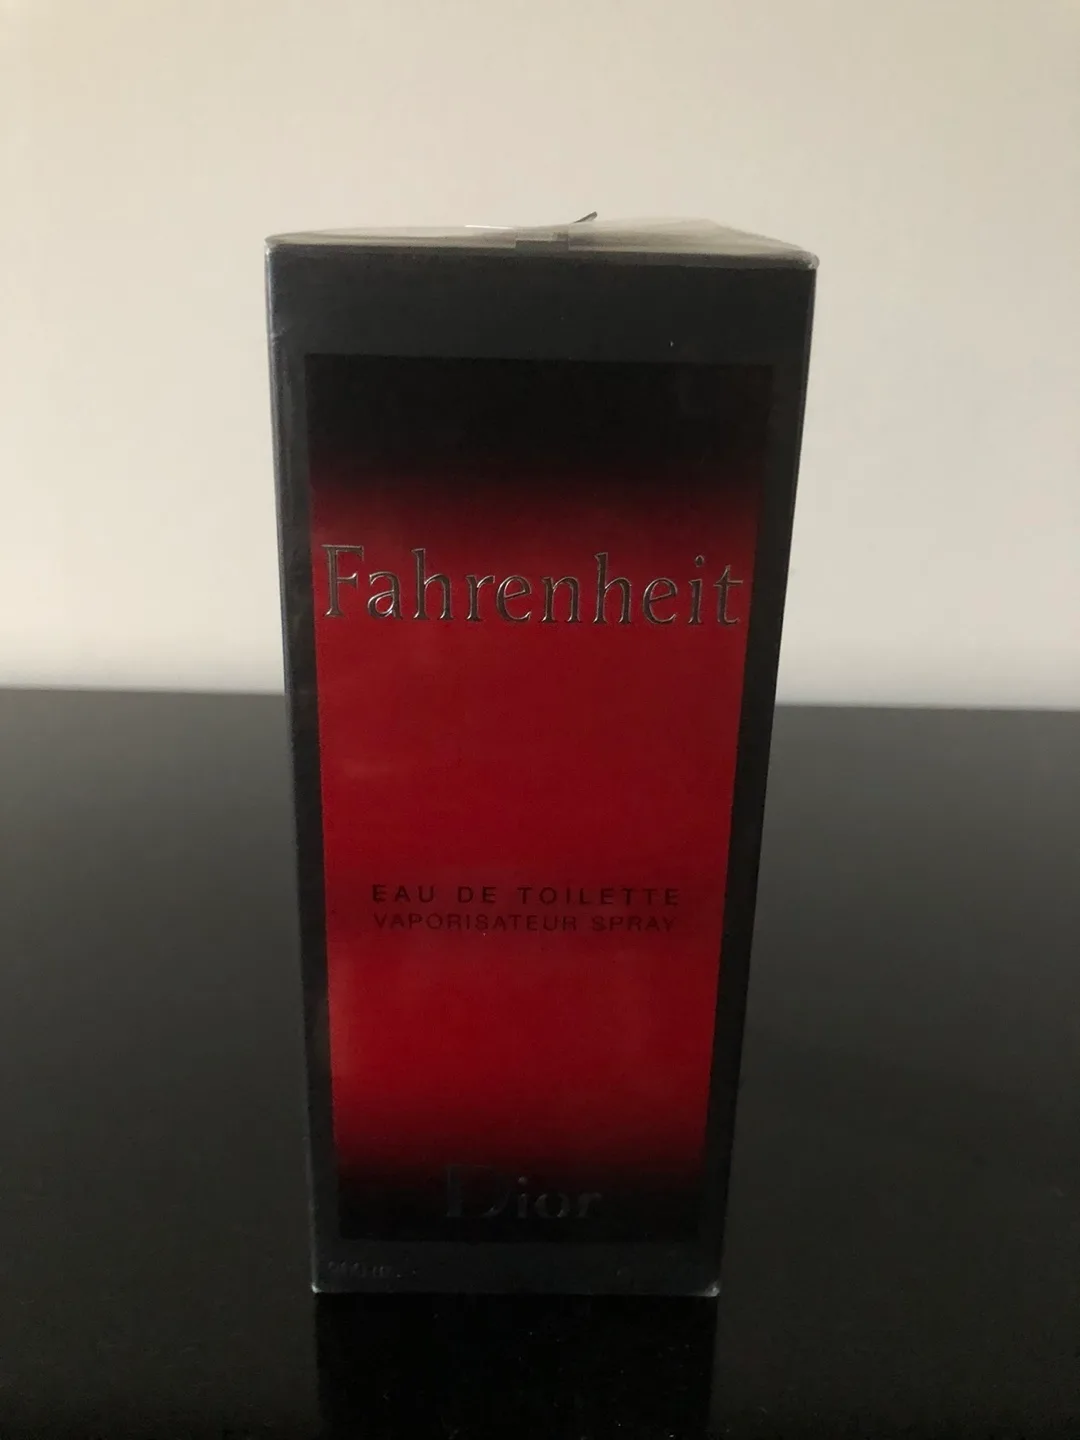 Fahrenheit
EAU DE TOILETTE
VAPORISATEUR SPRAY
Dior